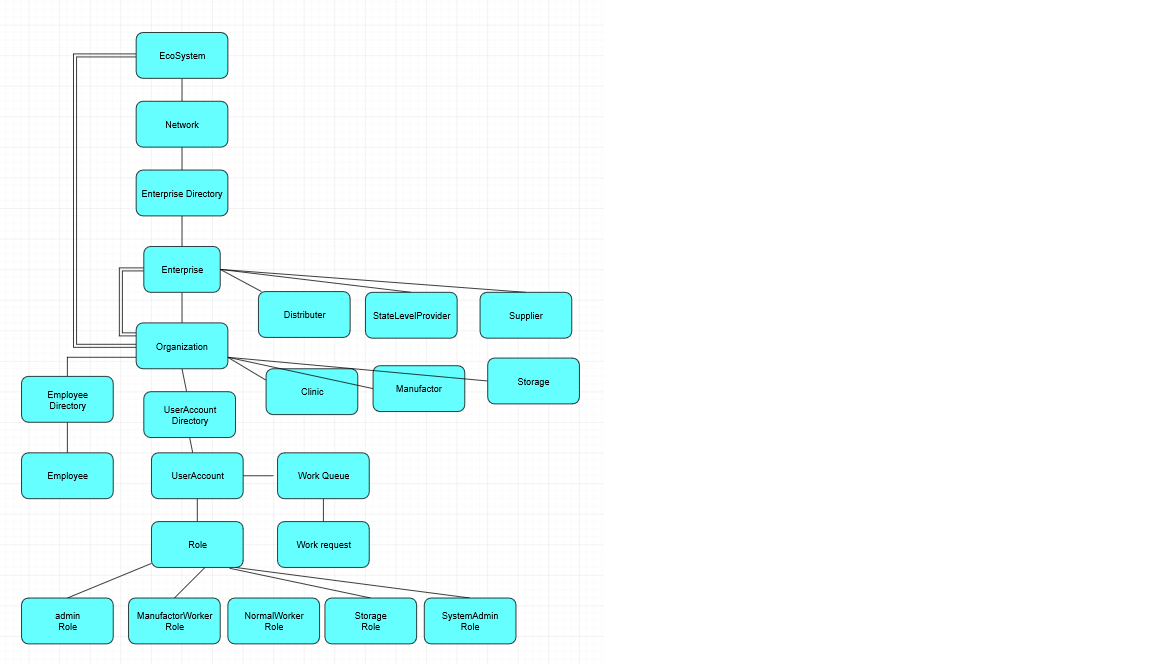 EcoSystem
Network
Enterprise Directory
Enterprise
Distributer
StateLevelProvider
Supplier
Organization
Clinic
Manufactor
Storage
Employee
Directory
UserAccount
Directory
Employee
UserAccount
Work Queue
Role
Work request
admin
Role
ManufactorWorker
Role
NormalWorker
Role
Storage
Role
SystemAdmin
Role